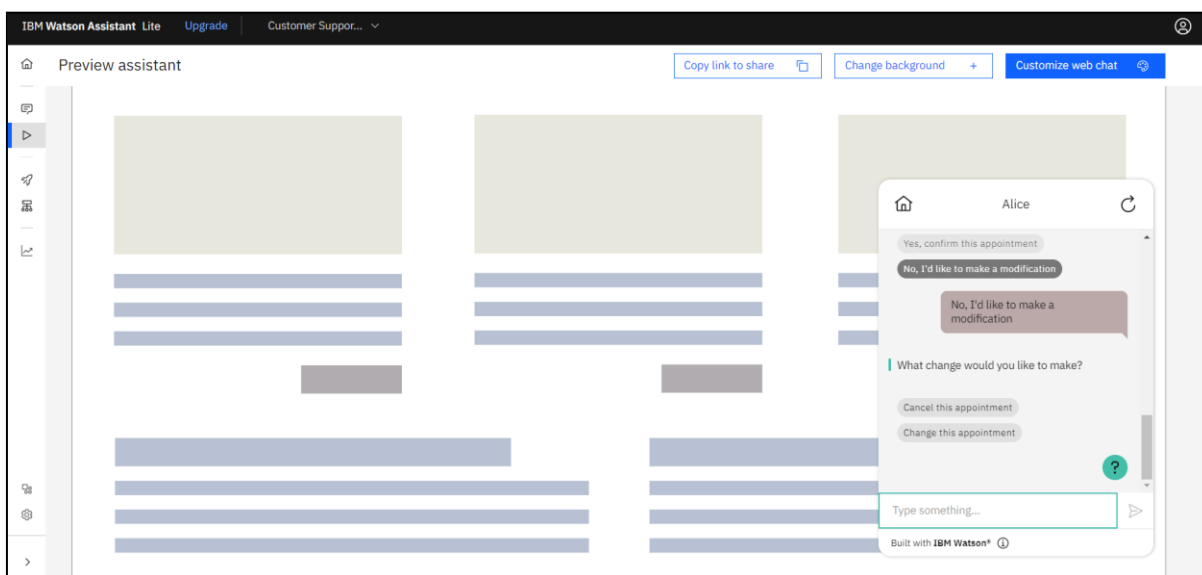 IBM Watson Assistant Lite Upgrade Customer Suppor...
Preview assistant Copy link to share Change background + Customize web chat
Alice
Yes, confirm this appointment
No, I'd like to make a modification
No, I'd like to make a
modification
What change would you like to make?
Cancel this appointment
Change this appointment
?
Type something...
Built with IBM Watson®